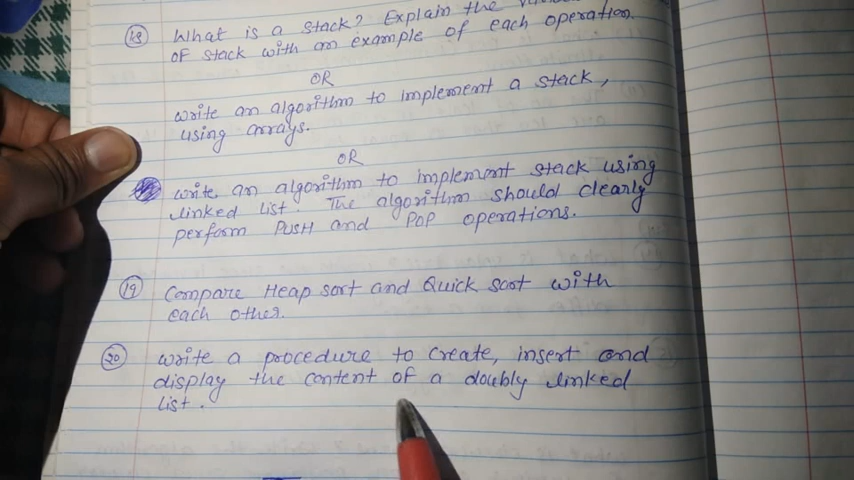 18 What is a stack? Explain the
of stack with an example of each operation.
OR
write an algorithm to implement a stack,
using arrays.
OR
write an algorithm to implement stack using
linked list. The algorithm should clearly
perform PUSH and POP operations.
19 Compare Heap sort and Quick sort with
each other.
20 write a procedure to create, insert and
display the content of a doubly linked
list.